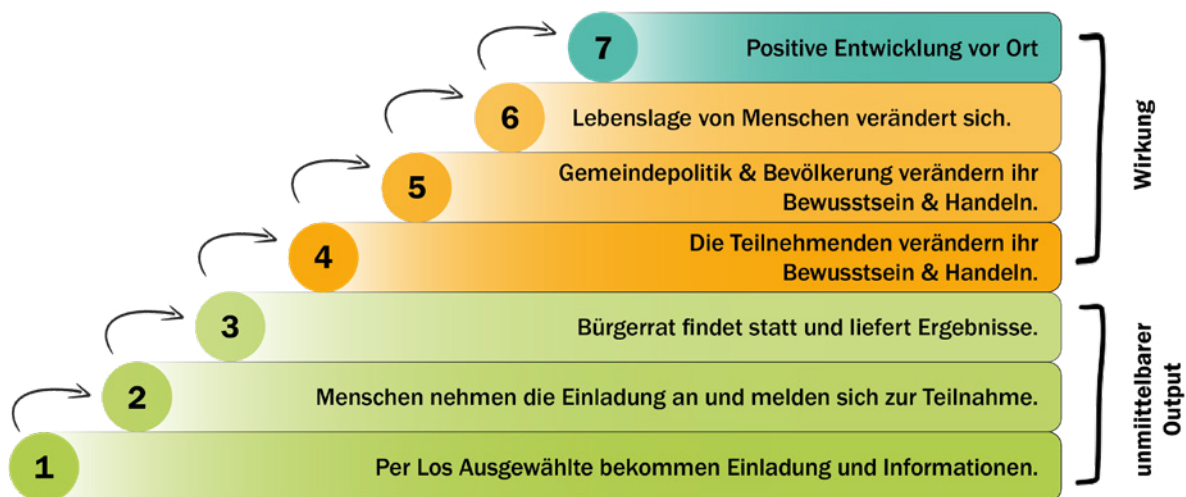 7
Positive Entwicklung vor Ort
6
Lebenslage von Menschen verändert sich.
5
Gemeindepolitik & Bevölkerung verändern ihr
Bewusstsein & Handeln.
4
Die Teilnehmenden verändern ihr
Bewusstsein & Handeln.
Wirkung
3
Bürgerrat findet statt und liefert Ergebnisse.
2
Menschen nehmen die Einladung an und melden sich zur Teilnahme.
1
Per Los Ausgewählte bekommen Einladung und Informationen.
unmiittelbarer
Output